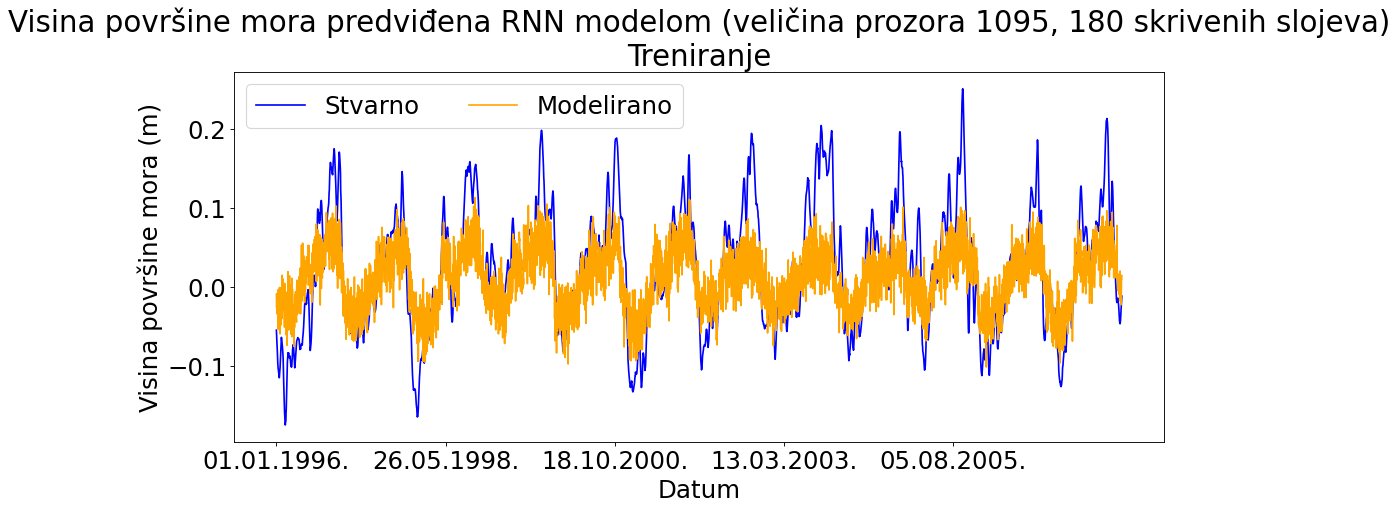 Visina površine mora predviđena RNN modelom (veličina prozora 1095, 180 skrivenih slojeva)
Treniranje
Stvarno
Modelirano
Visina površine mora (m)
0.2
0.1
0.0
−0.1
01.01.1996.
26.05.1998.
18.10.2000.
13.03.2003.
05.08.2005.
Datum